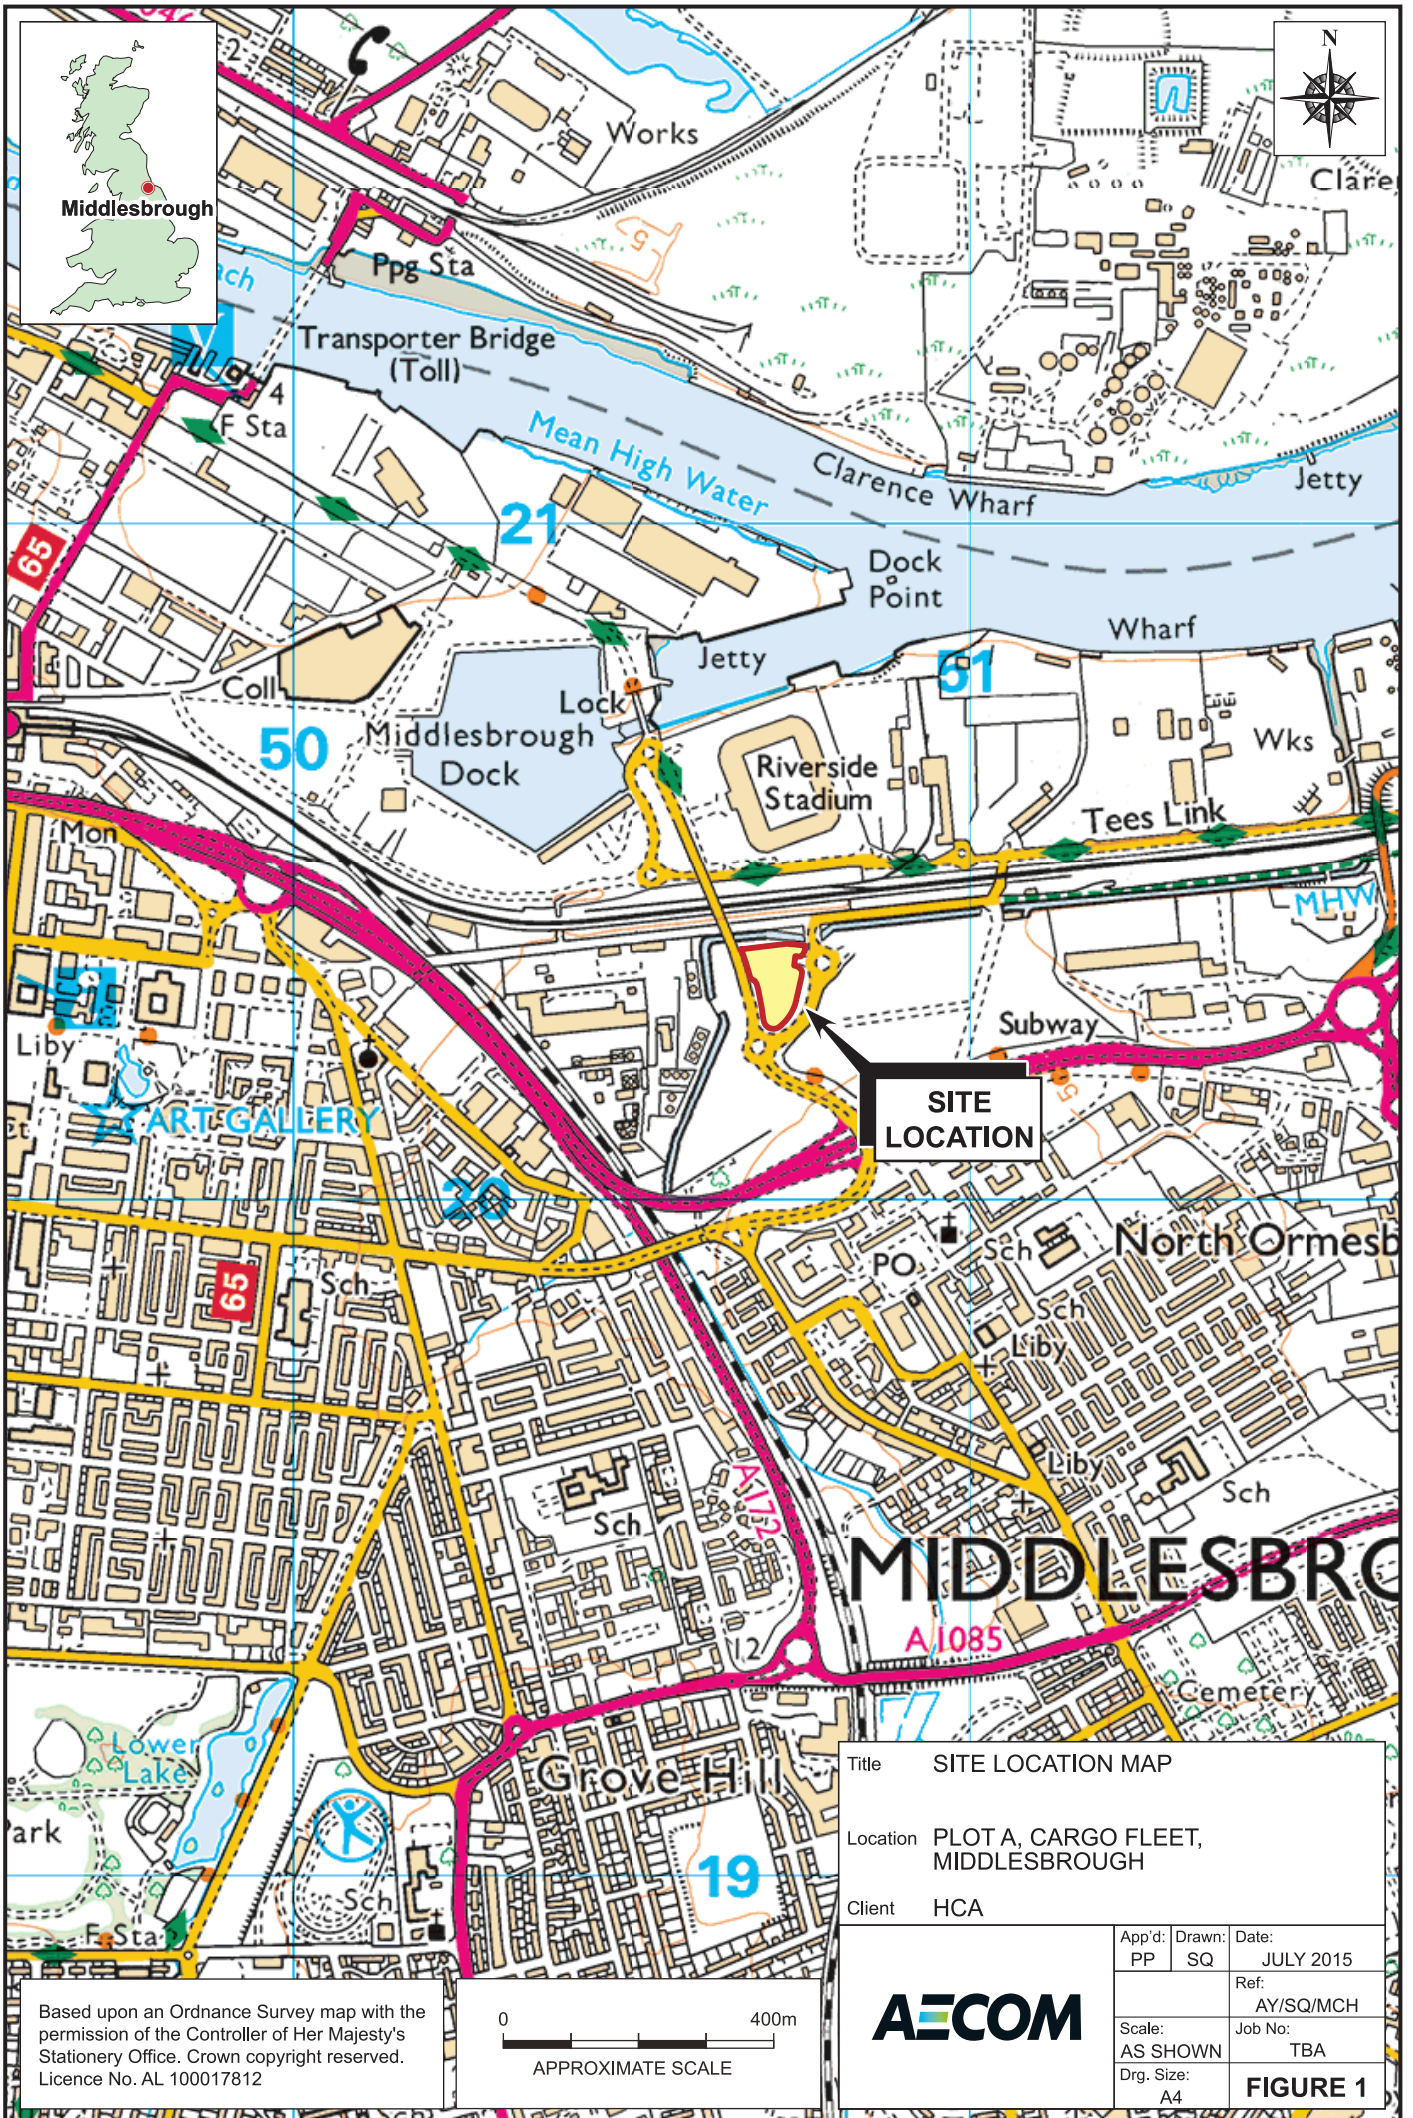 Middlesbrough
N
2
Works
Ppg Sta
5
Transporter Bridge
(Toll)
4
F Sta
Mean High Water
Clarence Wharf
Jetty
21
65
Dock
Point
Wharf
Jetty
51
Coll
Lock
50
Middlesbrough
Dock
Riverside
Stadium
Wks
Tees Link
Mon
MHW
Subway
Liby
ART GALLERY
SITE
LOCATION
20
North Ormesb
PO
Sch
65
Sch
Sch
Liby
A172
Liby
Sch
Sch
MIDDLESBRO
12
A1085
Cemetery
Lower
Lake
Grove Hill
Park
19
Sch
F Sta
Title SITE LOCATION MAP
Location PLOT A, CARGO FLEET,
MIDDLESBROUGH
Client HCA
App'd: Drawn: Date:
PP SQ JULY 2015
Ref:
AY/SQ/MCH
Scale: Job No:
AS SHOWN TBA
Drg. Size:
A4 FIGURE 1
AECOM
Based upon an Ordnance Survey map with the
permission of the Controller of Her Majesty's
Stationery Office. Crown copyright reserved.
Licence No. AL 100017812
0 400m
APPROXIMATE SCALE